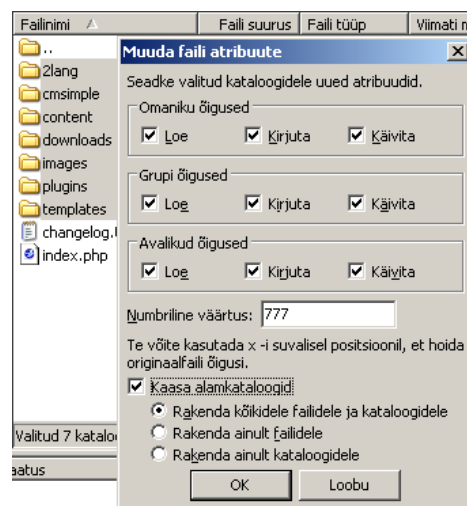 Failinimi Faili suurus Faili tüüp Viimati
..
2lang
cmsimple
content
downloads
images
plugins
templates
changelog.
index.php
Valitud 7
Muuda faili atribuute
Seadke valitud kataloogidele uued atribuudid.
Omaniku õigused
Loe Kirjuta Käivita
Grupi õigused
Loe Kirjuta Käivita
Avalikud õigused
Loe Kirjuta Käivita
Numbriline väärtus: 777
Te võite kasutada x -i suvalisel positsioonil, et hoida
originaalfaili õigusi.
Kaasa alamkataloogid
Rakenda kõikidele failidele ja kataloogidele
Rakenda ainult failidele
Rakenda ainult kataloogidele
OK Loobu